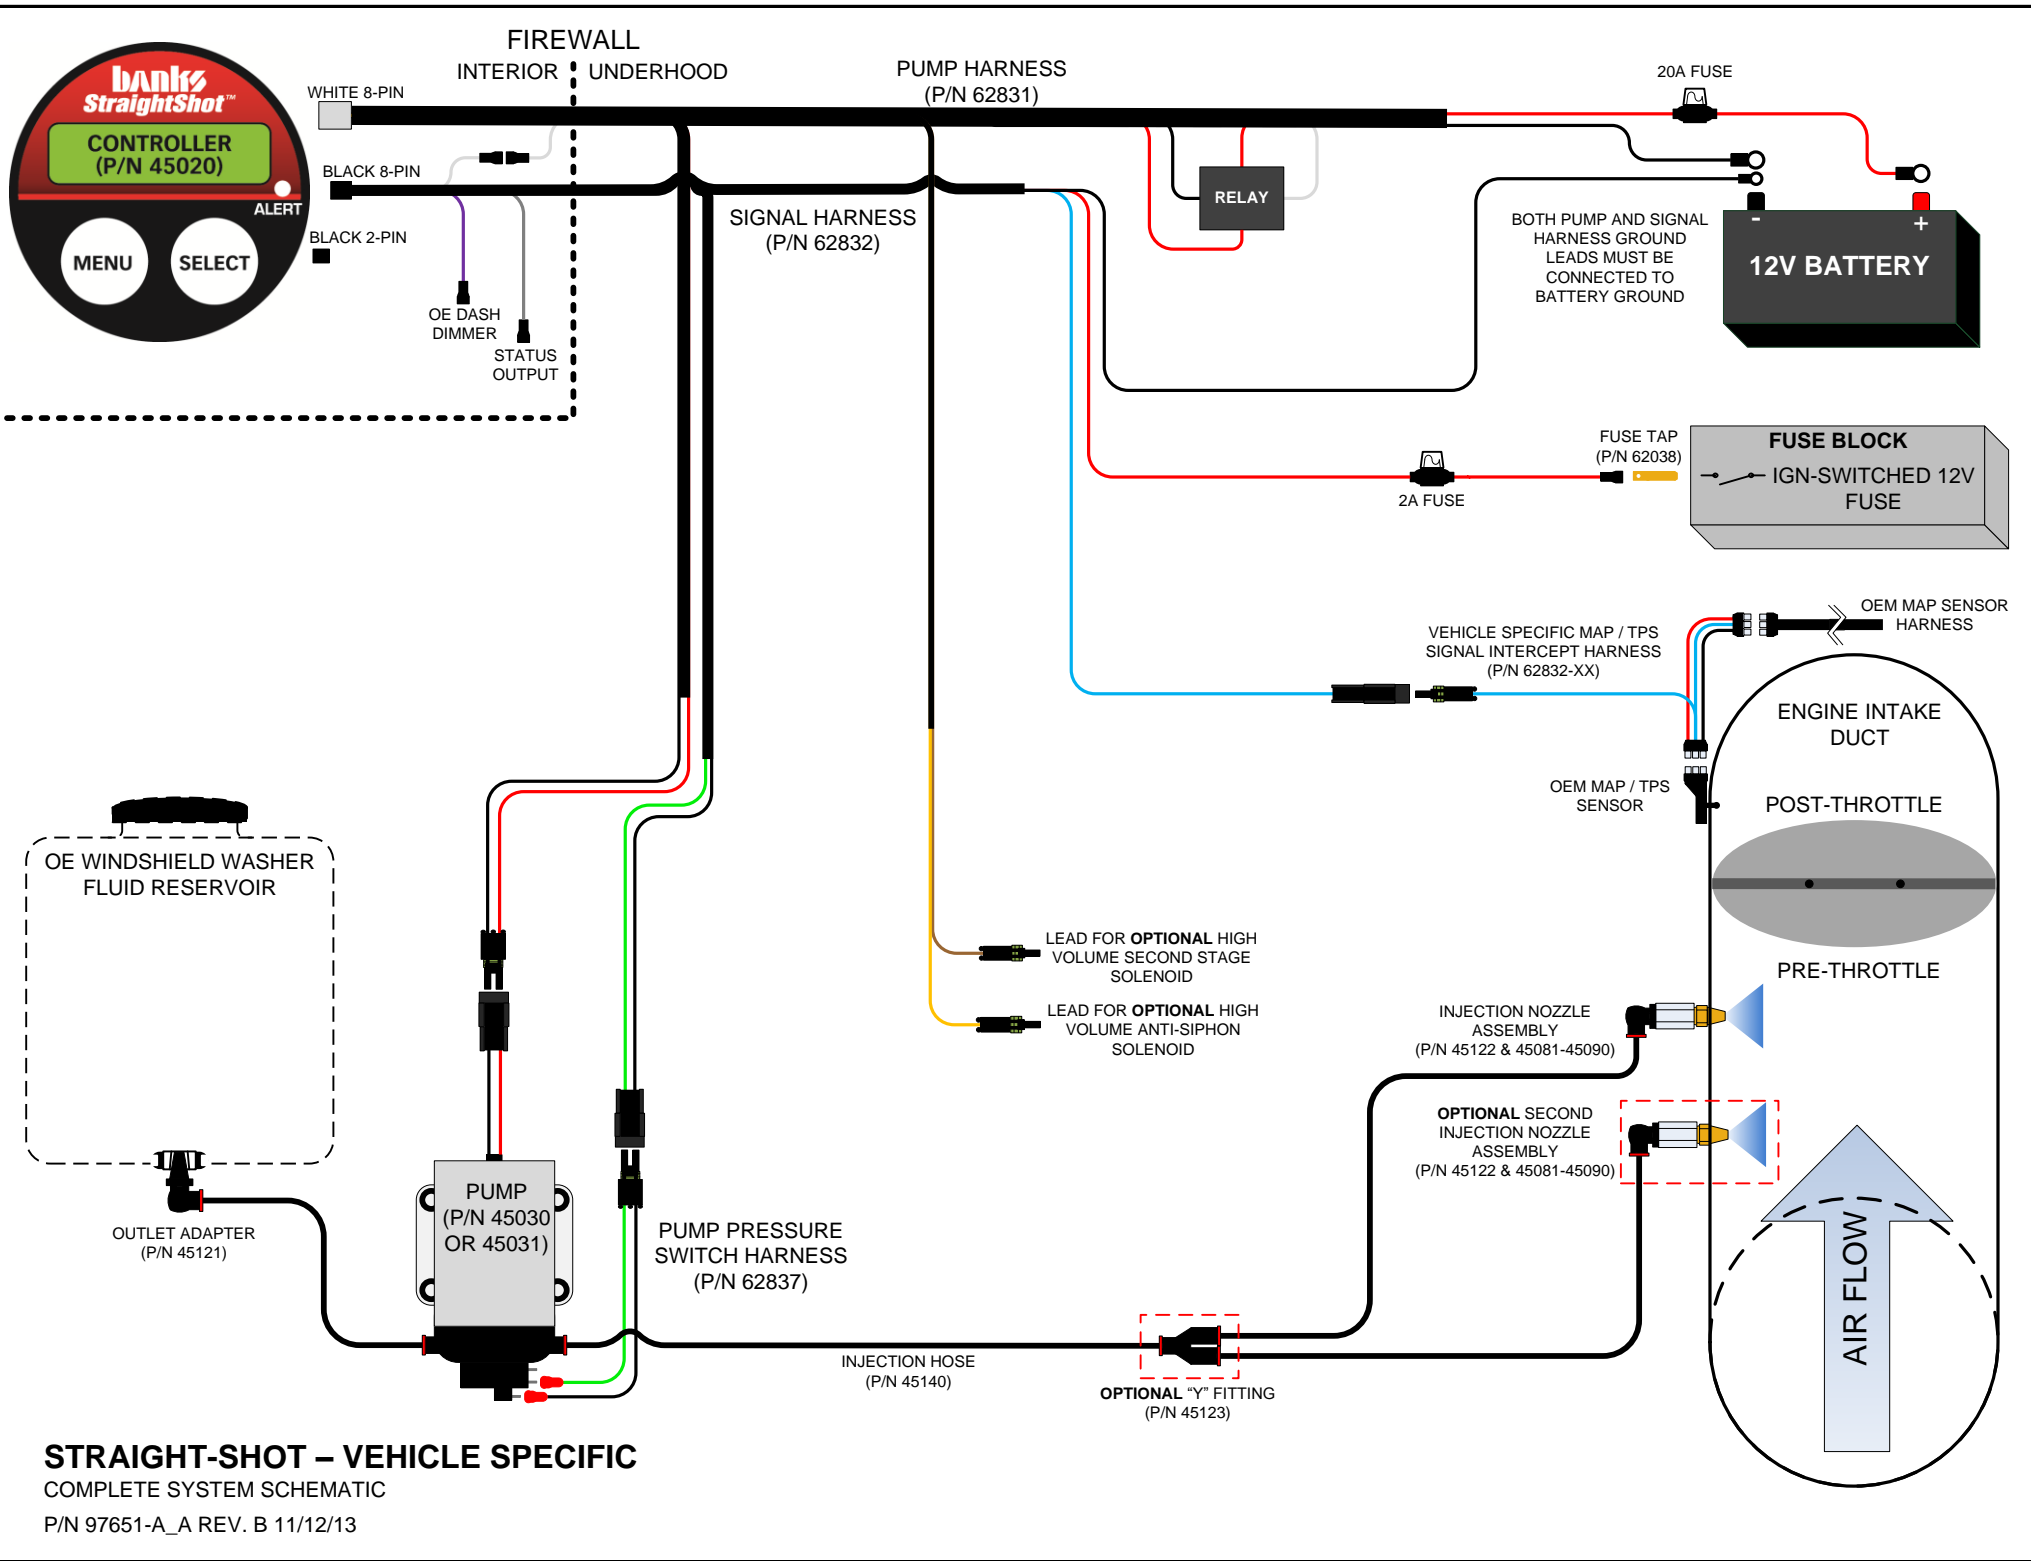 FIREWALL
INTERIOR
UNDERHOOD
banks
StraightShot™
CONTROLLER
(P/N 45020)
ALERT
MENU
SELECT
WHITE 8-PIN
BLACK 8-PIN
BLACK 2-PIN
OE DASH
DIMMER
STATUS
OUTPUT
PUMP HARNESS
(P/N 62831)
SIGNAL HARNESS
(P/N 62832)
RELAY
20A FUSE
BOTH PUMP AND SIGNAL
HARNESS GROUND
LEADS MUST BE
CONNECTED TO
BATTERY GROUND
- +
12V BATTERY
FUSE TAP
(P/N 62038)
2A FUSE
FUSE BLOCK
IGN-SWITCHED 12V
FUSE
OEM MAP SENSOR
HARNESS
VEHICLE SPECIFIC MAP / TPS
SIGNAL INTERCEPT HARNESS
(P/N 62832-XX)
ENGINE INTAKE
DUCT
OEM MAP / TPS
SENSOR
POST-THROTTLE
PRE-THROTTLE
OE WINDSHIELD WASHER
FLUID RESERVOIR
LEAD FOR OPTIONAL HIGH
VOLUME SECOND STAGE
SOLENOID
LEAD FOR OPTIONAL HIGH
VOLUME ANTI-SIPHON
SOLENOID
INJECTION NOZZLE
ASSEMBLY
(P/N 45122 & 45081-45090)
OPTIONAL SECOND
INJECTION NOZZLE
ASSEMBLY
(P/N 45122 & 45081-45090)
AIR FLOW
OUTLET ADAPTER
(P/N 45121)
PUMP
(P/N 45030
OR 45031)
PUMP PRESSURE
SWITCH HARNESS
(P/N 62837)
INJECTION HOSE
(P/N 45140)
OPTIONAL “Y” FITTING
(P/N 45123)
STRAIGHT-SHOT – VEHICLE SPECIFIC
COMPLETE SYSTEM SCHEMATIC
P/N 97651-A_A REV. B 11/12/13